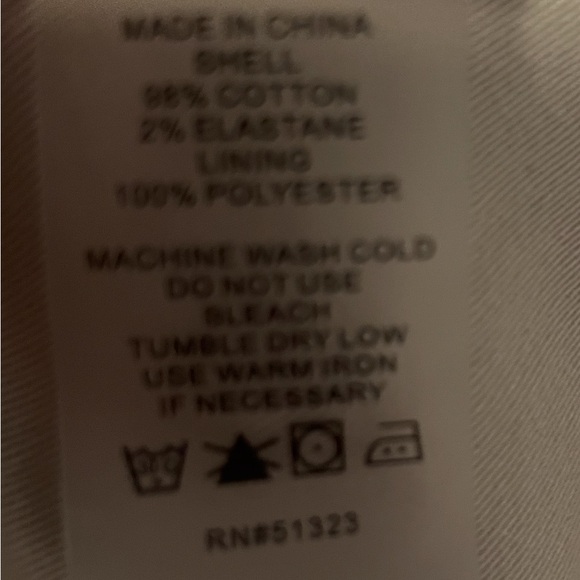 MADE IN CHINA
SHELL
98% COTTON
2% ELASTANE
LINING
100% POLYESTER
MACHINE WASH COLD
DO NOT USE
BLEACH
TUMBLE DRY LOW
USE WARM IRON
IF NECESSARY
RN#51323